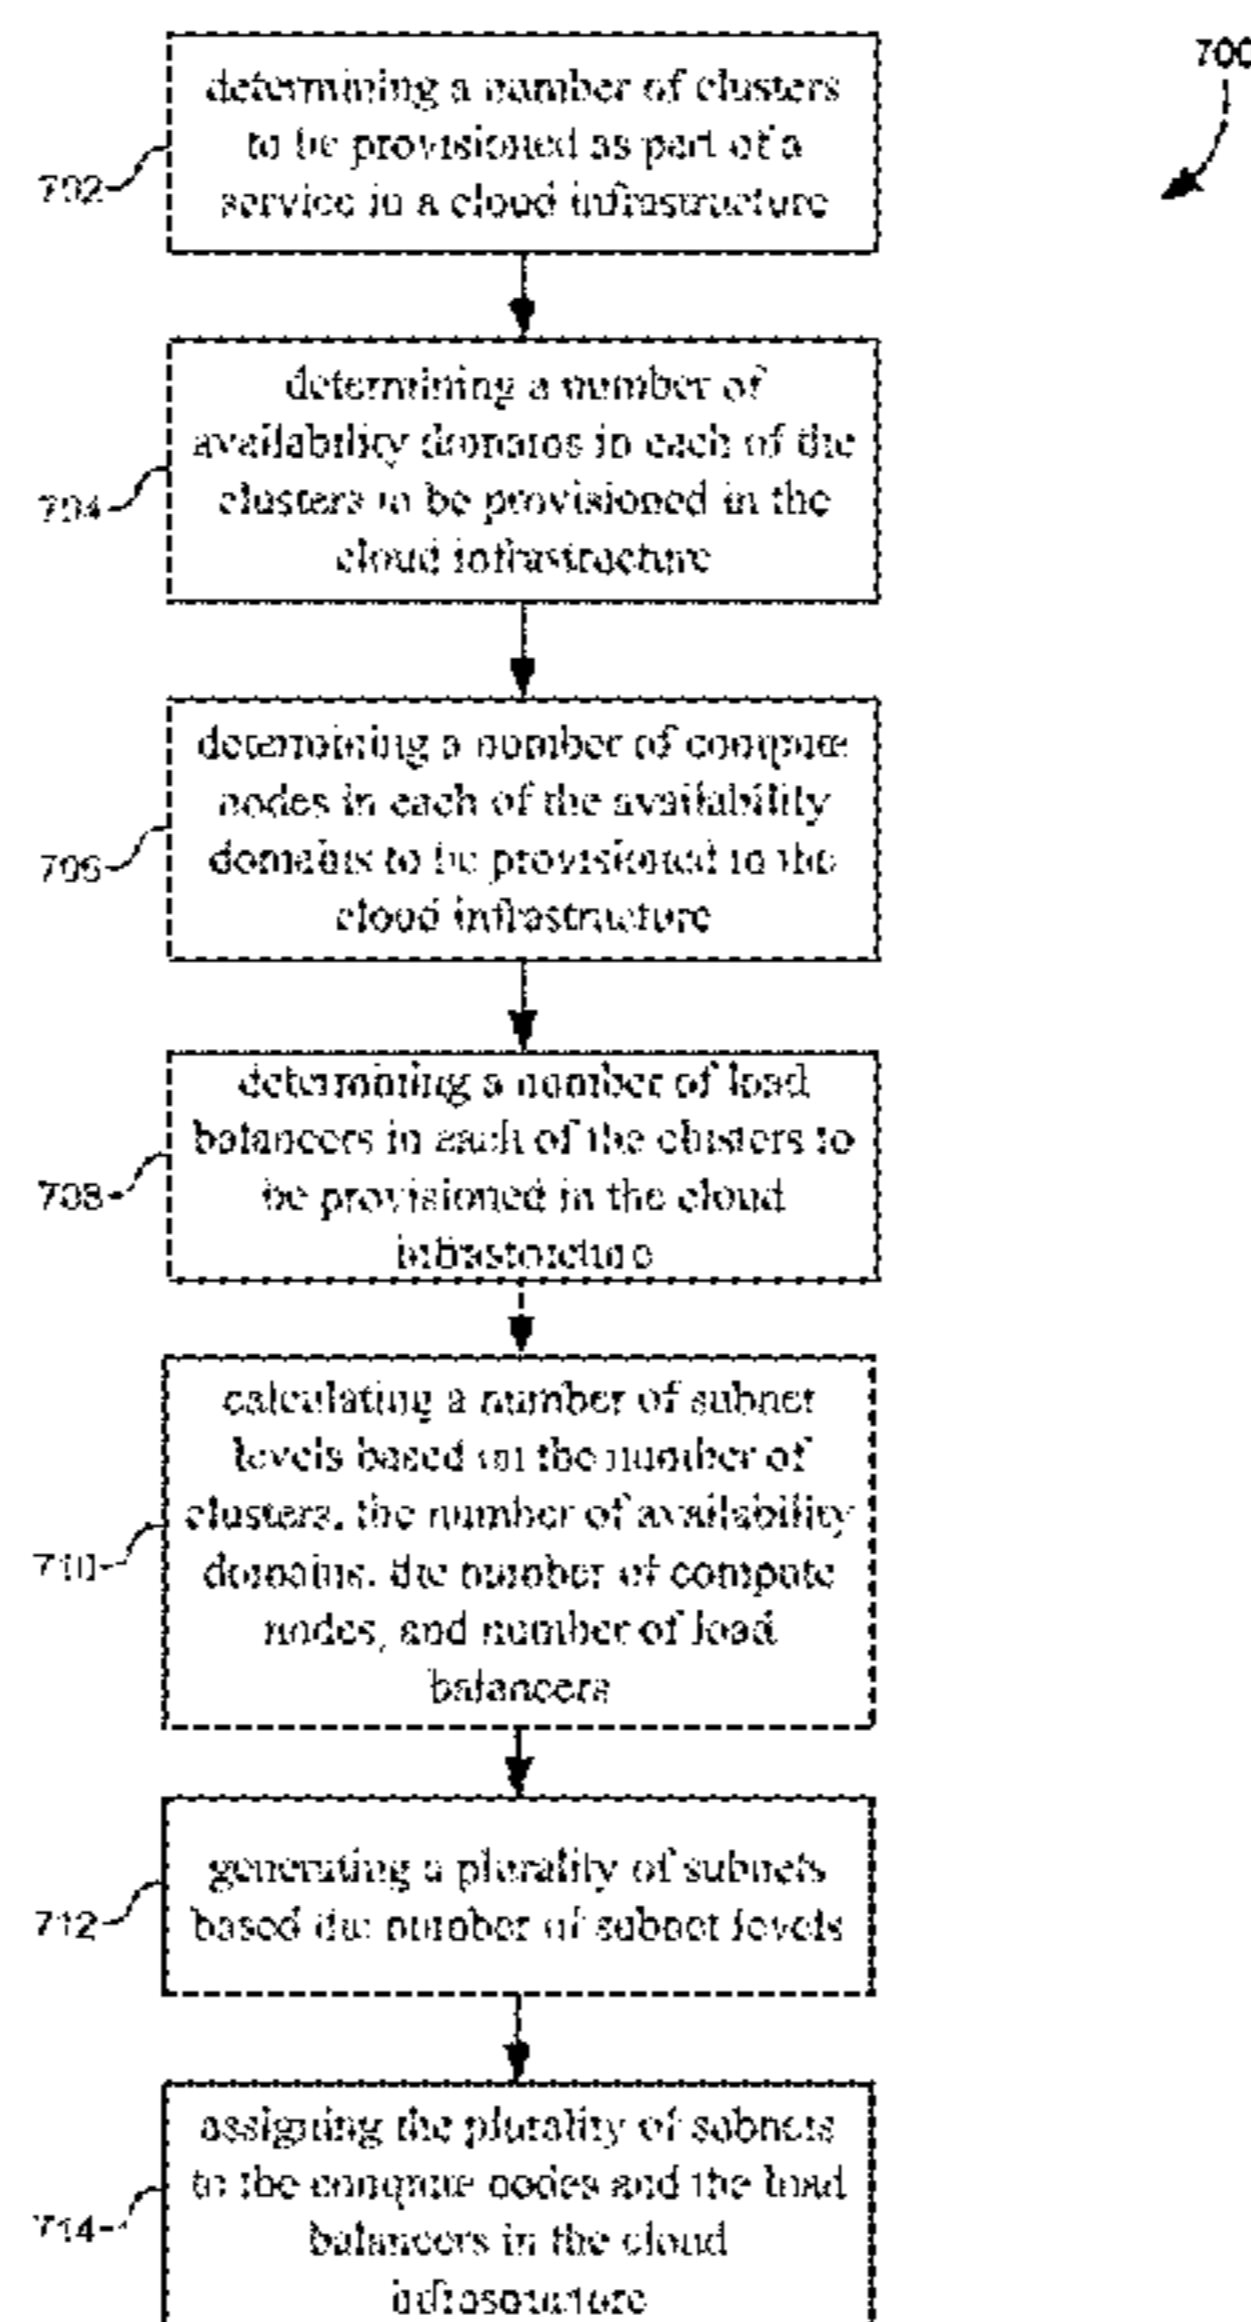 700
determining a number of clusters
to be provisioned as part of a
service in a cloud infrastructure
702
determining a number of
availability domains in each of the
clusters to be provisioned in the
cloud infrastructure
704
determining a number of compute
nodes in each of the availability
domains to be provisioned in the
cloud infrastructure
706
determining a number of load
balancers in each of the clusters to
be provisioned in the cloud
infrastructure
708
calculating a number of subnet
levels based on the number of
clusters, the number of availability
domains, the number of compute
nodes, and number of load
balancers
710
generating a plurality of subnets
based the number of subnet levels
712
assigning the plurality of subnets
to the compute nodes and the load
balancers in the cloud
infrastructure
714